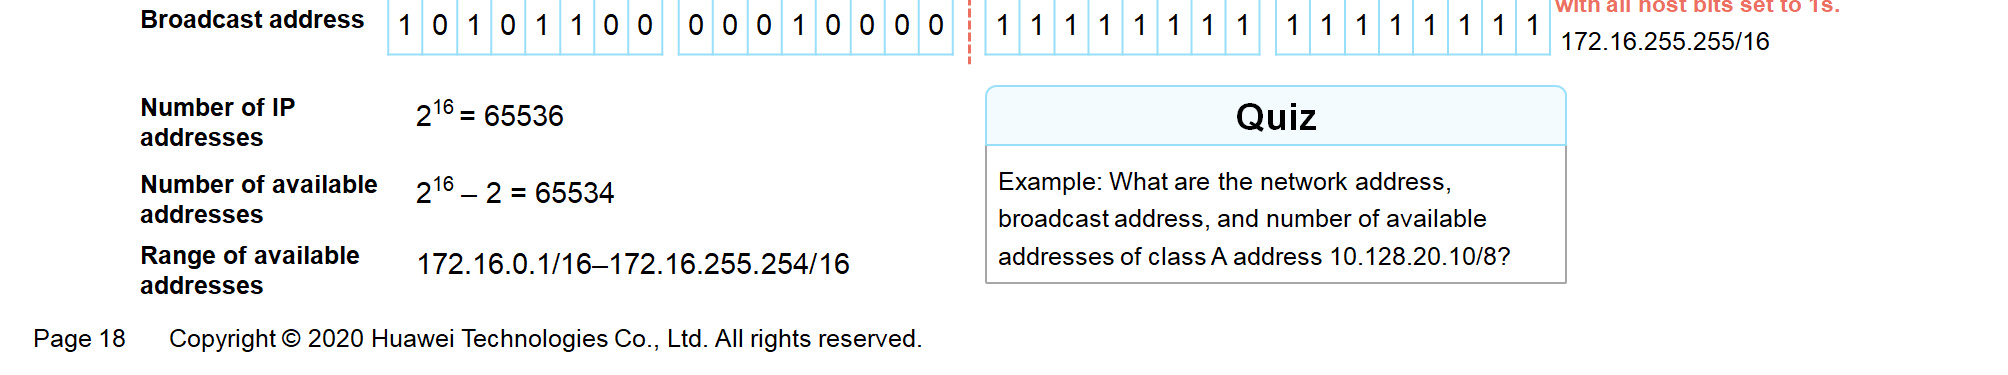 with all host bits set to 1s.
Broadcast address 1 0 1 0 1 1 0 0 0 0 0 1 0 0 0 0 1 1 1 1 1 1 1 1 1 1 1 1 1 1 1 1
172.16.255.255/16
Number of IP
addresses
2^16 = 65536
Number of available
addresses
2^16 – 2 = 65534
Range of available
addresses
172.16.0.1/16–172.16.255.254/16
Quiz
Example: What are the network address,
broadcast address, and number of available
addresses of class A address 10.128.20.10/8?
Page 18 Copyright © 2020 Huawei Technologies Co., Ltd. All rights reserved.